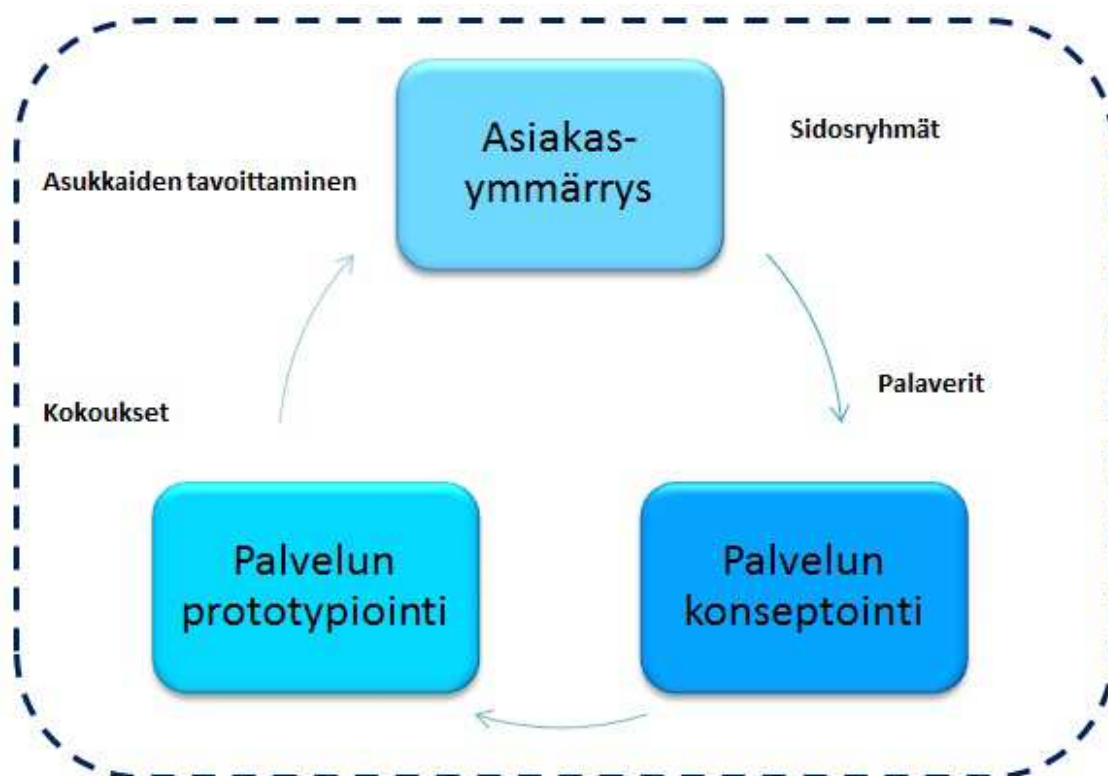 Asiakas-
ymmärrys
Sidosryhmät
Asukkaiden tavoittaminen
Palaverit
Kokoukset
Palvelun
prototypiointi
Palvelun
konseptointi